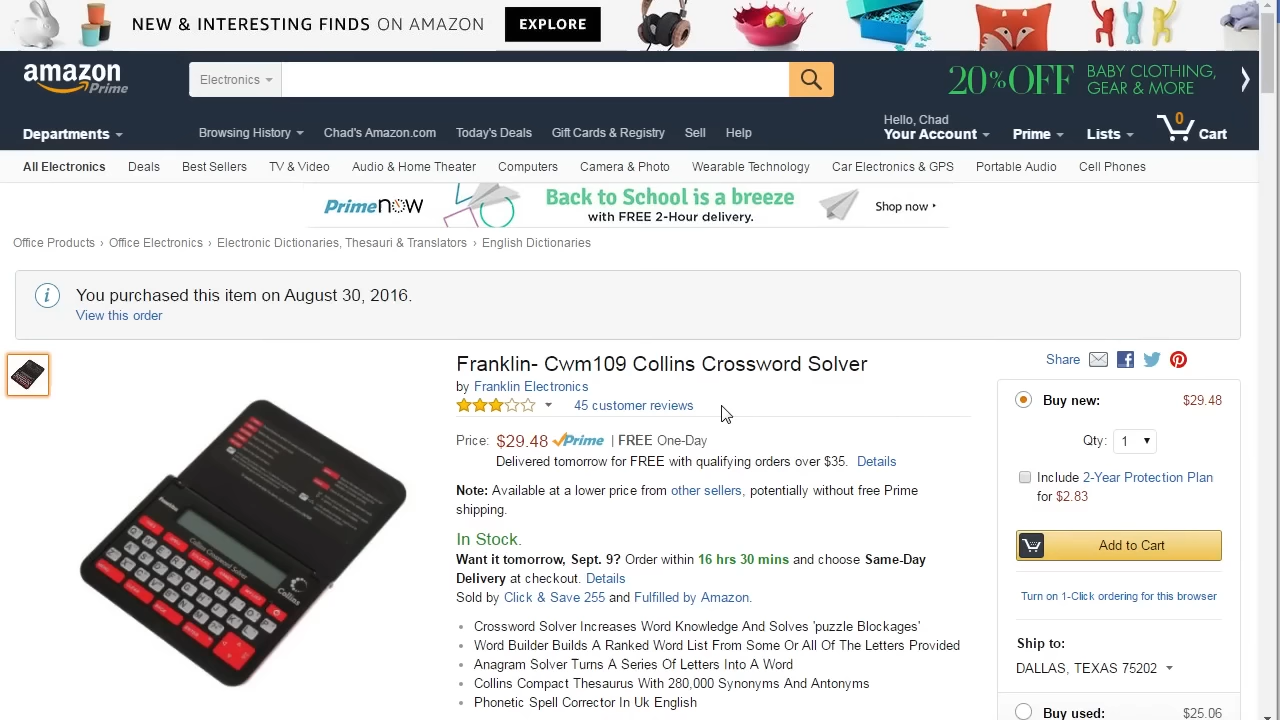 NEW & INTERESTING FINDS ON AMAZON EXPLORE
amazon Prime
Electronics
20% OFF BABY CLOTHING, GEAR & MORE
Departments
Browsing History Chad's Amazon.com Today's Deals Gift Cards & Registry Sell Help
Hello, Chad
Your Account Prime Lists 0 Cart
All Electronics Deals Best Sellers TV & Video Audio & Home Theater Computers Camera & Photo Wearable Technology Car Electronics & GPS Portable Audio Cell Phones
PrimeNOW
Back to School is a breeze
with FREE 2-Hour delivery.
Shop now
Office Products › Office Electronics › Electronic Dictionaries, Thesauri & Translators › English Dictionaries
You purchased this item on August 30, 2016.
View this order
Franklin- Cwm109 Collins Crossword Solver
by Franklin Electronics
45 customer reviews
Price: $29.48 Prime | FREE One-Day
Delivered tomorrow for FREE with qualifying orders over $35. Details
Note: Available at a lower price from other sellers, potentially without free Prime
shipping.
In Stock.
Want it tomorrow, Sept. 9? Order within 16 hrs 30 mins and choose Same-Day
Delivery at checkout. Details
Sold by Click & Save 255 and Fulfilled by Amazon.
• Crossword Solver Increases Word Knowledge And Solves 'puzzle Blockages'
• Word Builder Builds A Ranked Word List From Some Or All Of The Letters Provided
• Anagram Solver Turns A Series Of Letters Into A Word
• Collins Compact Thesaurus With 280,000 Synonyms And Antonyms
• Phonetic Spell Corrector In Uk English
Share
Buy new: $29.48
Qty: 1
Include 2-Year Protection Plan
for $2.83
Add to Cart
Turn on 1-Click ordering for this browser
Ship to:
DALLAS, TEXAS 75202
Buy used: $25.06
Collins Crossword Solver
Collins